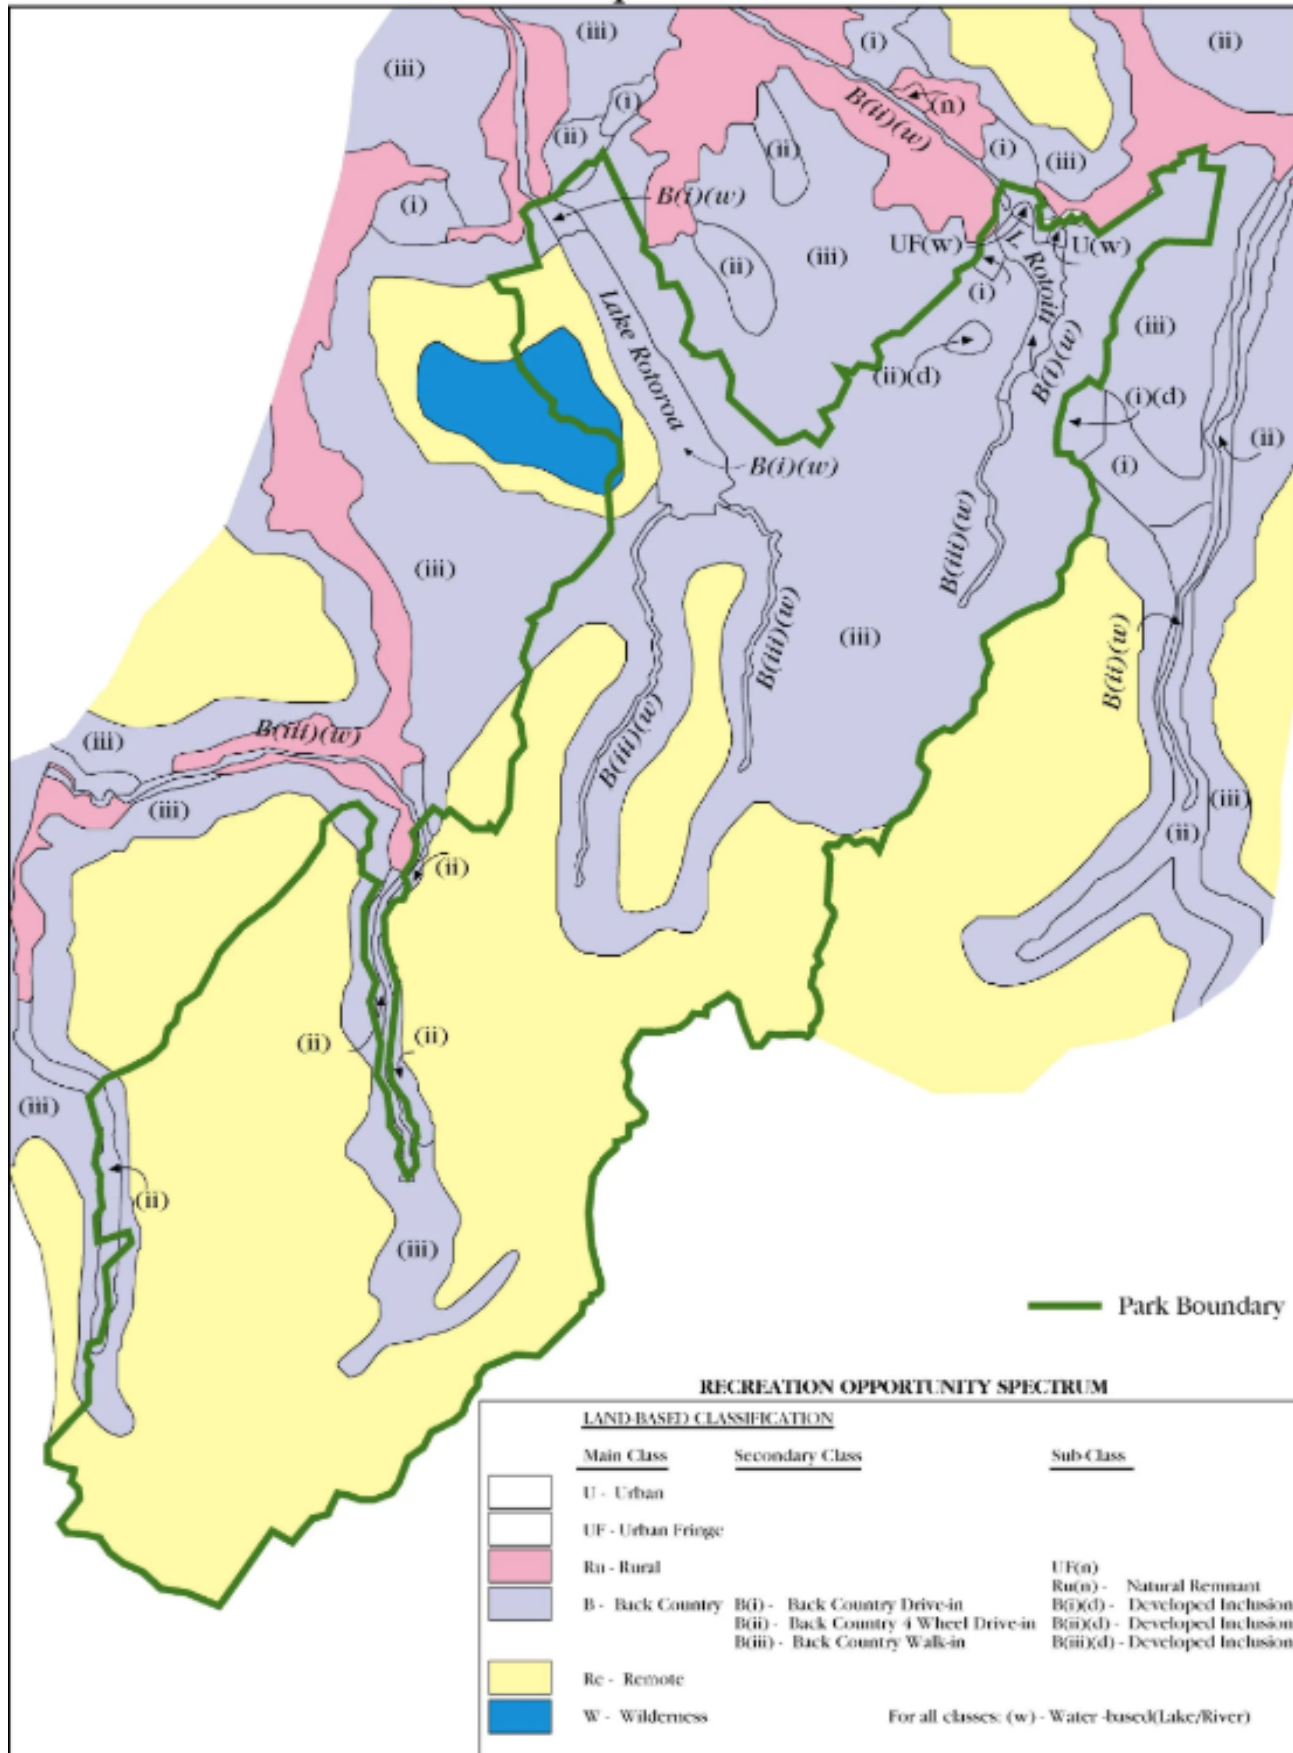 (iii)
(i)
(ii)
(iii)
(i)
B(ii)(w)
(n)
(ii)
(ii)
(i)
(iii)
B(i)(w)
(i)
UF(w)
U(w)
(iii)
(ii)
L. Rotoiti
(i)
Lake Rotoroa
(iii)
B(i)(w)
(ii)(d)
(i)(d)
(ii)
B(i)(w)
(i)
B(iii)(w)
(iii)
B(iii)(w)
(iii)
B(ii)(w)
B(iii)(w)
B(iii)(w)
(iii)
(iii)
(iii)
(ii)
(ii)
(ii)
(ii)
(iii)
(ii)
(iii)
Park Boundary
RECREATION OPPORTUNITY SPECTRUM
LAND-BASED CLASSIFICATION
Main Class Secondary Class Sub-Class
U - Urban
UF - Urban Fringe
Ru - Rural UF(n)
Ru(n) - Natural Remnant
B - Back Country B(i) - Back Country Drive-in B(i)(d) - Developed Inclusion
B(ii) - Back Country 4 Wheel Drive-in B(ii)(d) - Developed Inclusion
B(iii) - Back Country Walk-in B(iii)(d) - Developed Inclusion
Re - Remote
W - Wilderness For all classes: (w) - Water -based(Lake/River)